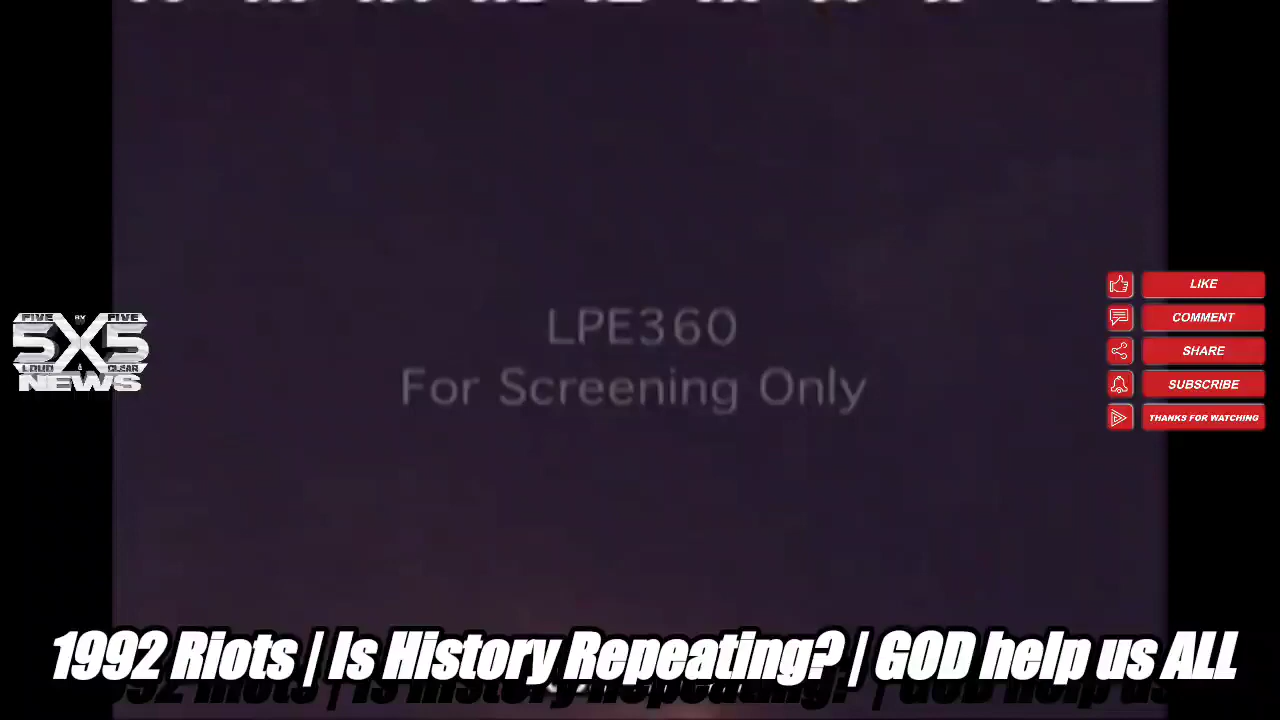 LPE360
For Screening Only
FIVE BY FIVE
5X5
LOUD & CLEAR
NEWS
LIKE
COMMENT
SHARE
SUBSCRIBE
THANKS FOR WATCHING
1992 Riots | Is History Repeating? | GOD help us ALL